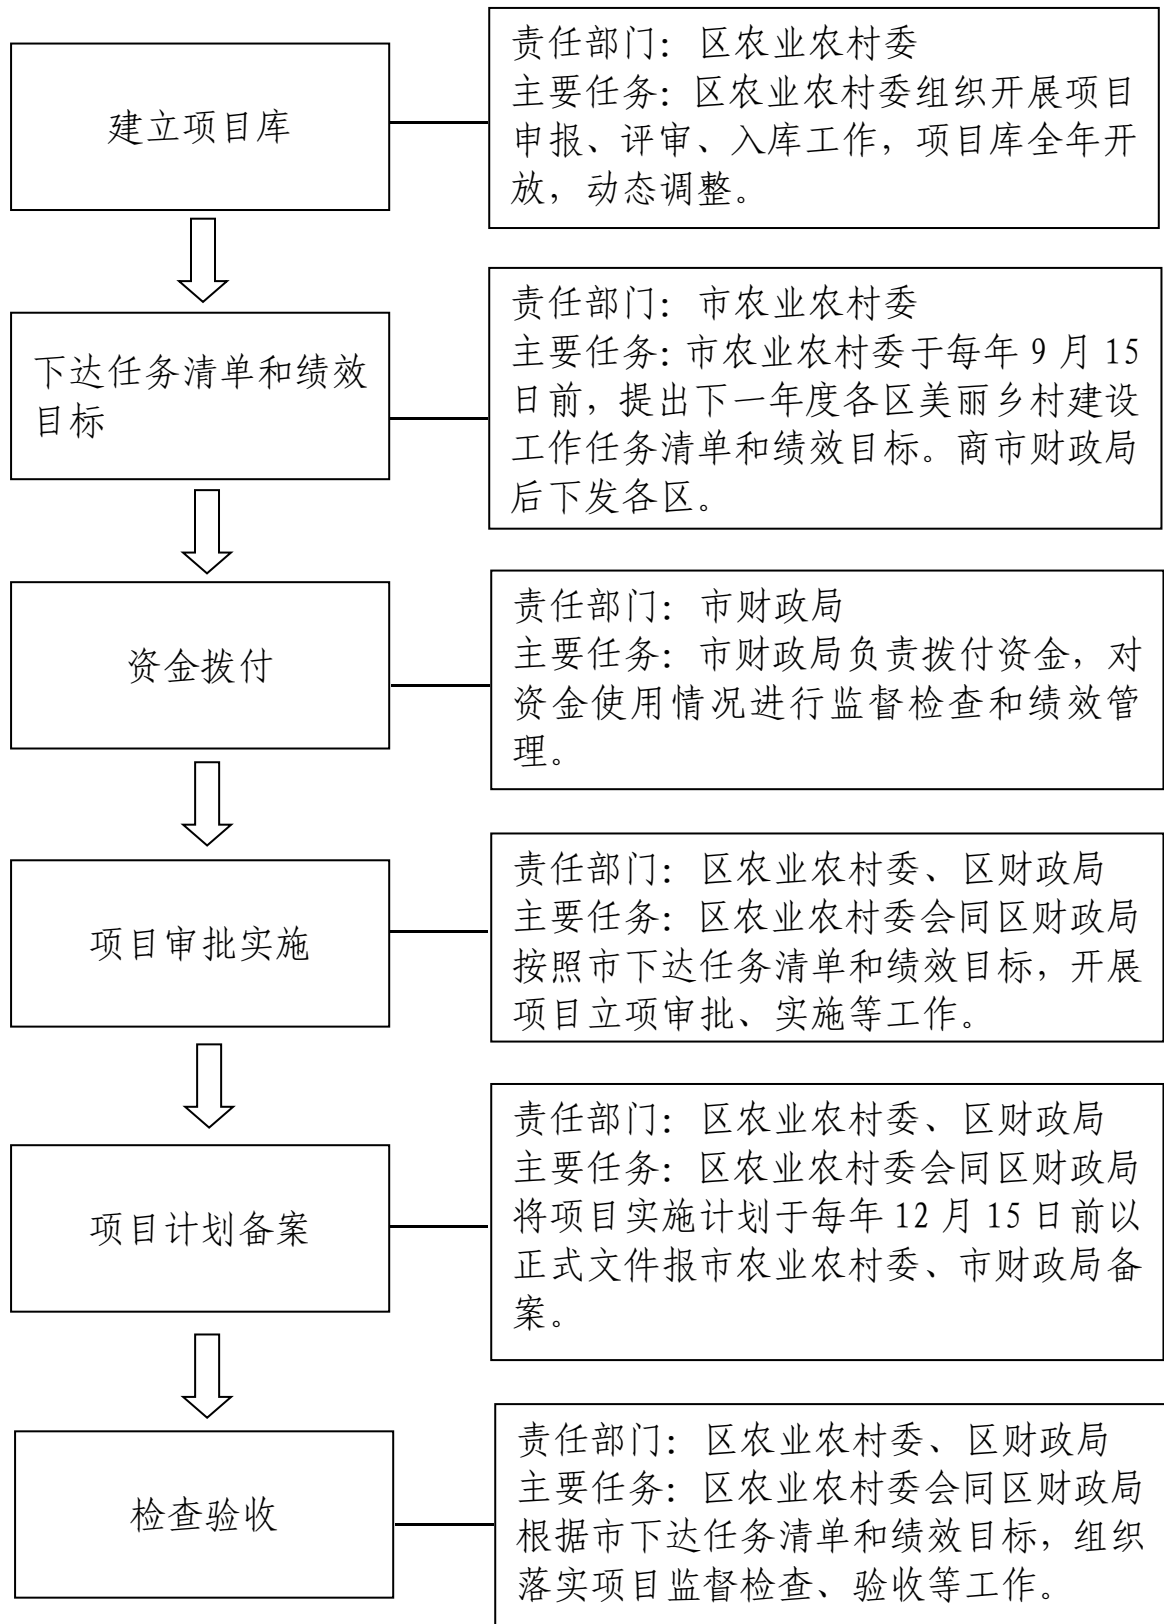 建立项目库
责任部门：区农业农村委
主要任务：区农业农村委组织开展项目
申报、评审、入库工作，项目库全年开
放，动态调整。
下达任务清单和绩效
目标
责任部门：市农业农村委
主要任务：市农业农村委于每年 9 月 15
日前，提出下一年度各区美丽乡村建设
工作任务清单和绩效目标。商市财政局
后下发各区。
资金拨付
责任部门：市财政局
主要任务：市财政局负责拨付资金，对
资金使用情况进行监督检查和绩效管
理。
项目审批实施
责任部门：区农业农村委、区财政局
主要任务：区农业农村委会同区财政局
按照市下达任务清单和绩效目标，开展
项目立项审批、实施等工作。
项目计划备案
责任部门：区农业农村委、区财政局
主要任务：区农业农村委会同区财政局
将项目实施计划于每年 12 月 15 日前以
正式文件报市农业农村委、市财政局备
案。
检查验收
责任部门：区农业农村委、区财政局
主要任务：区农业农村委会同区财政局
根据市下达任务清单和绩效目标，组织
落实项目监督检查、验收等工作。